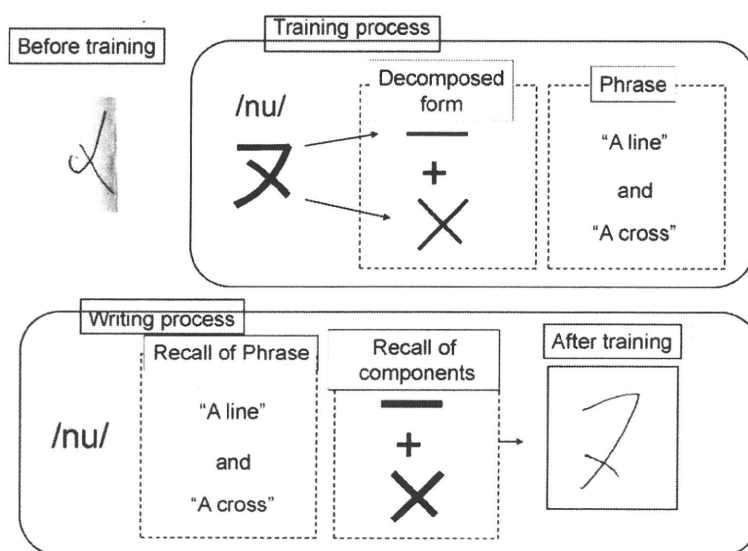 Before training
Training process
/nu/
ヌ
Decomposed form
+
Phrase
“A line”
and
“A cross”
Writing process
/nu/
Recall of Phrase
“A line”
and
“A cross”
Recall of components
+
After training
ヌ